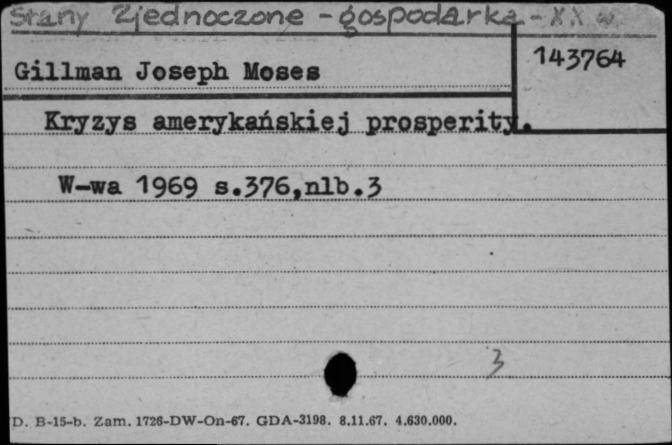 Stany Zjednoczone - gospodarka - XX w.
Gillman Joseph Moses
143764
Kryzys amerykańskiej prosperity.
W-wa 1969 s.376,nlb.3
3
D. B-15-b. Zam. 1726-DW-On-67. GDA-3198. 8.11.67. 4.630.000.